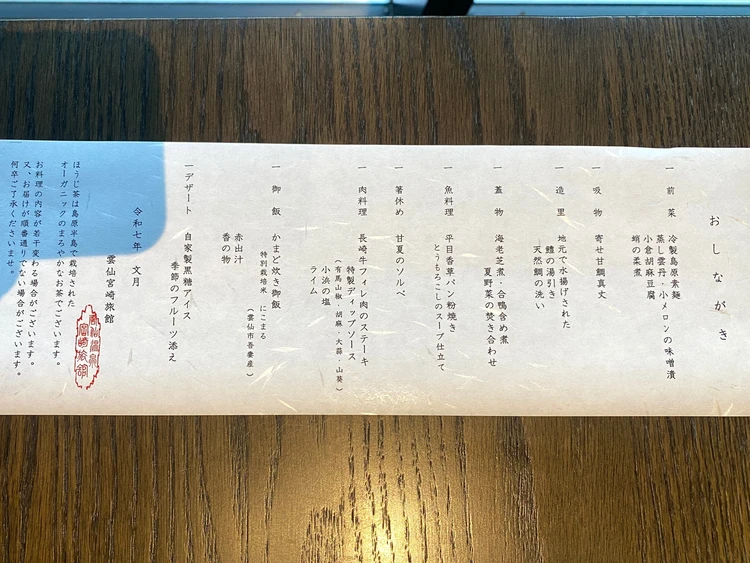 おしながき
一 前菜 冷製島原素麺
蒸し雲丹・小メロンの味噌漬
小倉胡麻豆腐
蛸の柔煮
一 吸物 寄せ甘鯛真丈
一 造里 地元で水揚げされた
鱧の湯引き
天然鯛の洗い
一 蓋物 海老芝煮・合鴨含め煮
夏野菜の焚き合わせ
一 魚料理 平目香草パン粉焼き
とうもろこしのスープ仕立て
一 箸休め 甘夏のソルベ
一 肉料理 長崎牛フィレ肉のステーキ
特製ディップソース
（有馬山椒・胡麻・大蒜・山葵）
小浜の塩
ライム
一 御飯 かまど炊き御飯
特別栽培米 にこまる
（雲仙市吾妻産）
赤出汁
香の物
一 デザート 自家製黒糖アイス
季節のフルーツ添え
令和七年 文月
雲仙宮崎旅館
雲仙温泉
宮崎旅館
ほうじ茶は島原半島で栽培された
オーガニックのまろやかなお茶でございます。
お料理の内容が若干変わる場合がございます。
又、お届けが順番通りでない場合がございます。
何卒ご了承くださいませ。